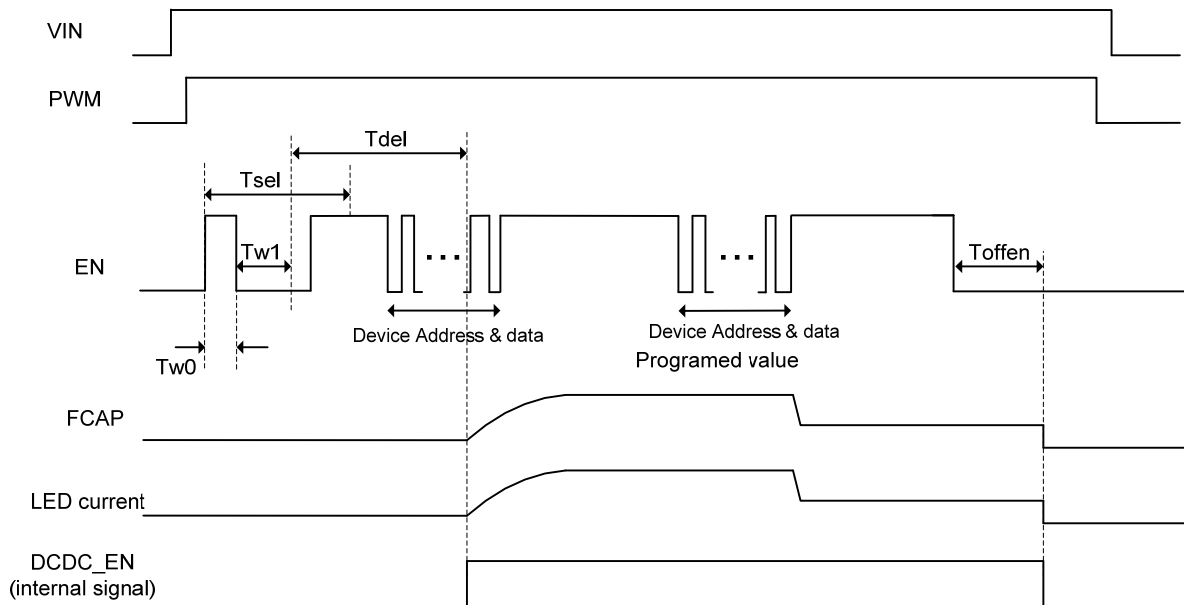 VIN
PWM
Tdel
Tsel
Tw1
EN
Toffen
Device Address & data
Device Address & data
Programed value
Tw0
FCAP
LED current
DCDC_EN
(internal signal)